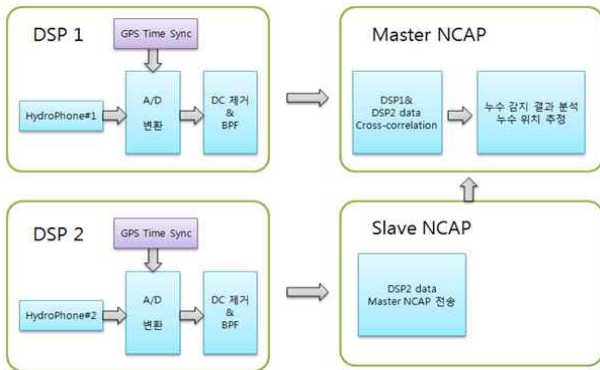 DSP 1
GPS Time Sync
HydroPhone#1
A/D
변환
DC 제거
&
BPF
Master NCAP
DSP1&
DSP2 data
Cross-correlation
누수 감지 결과 분석
누수 위치 추정
DSP 2
GPS Time Sync
HydroPhone#2
A/D
변환
DC 제거
&
BPF
Slave NCAP
DSP2 data
Master NCAP 전송